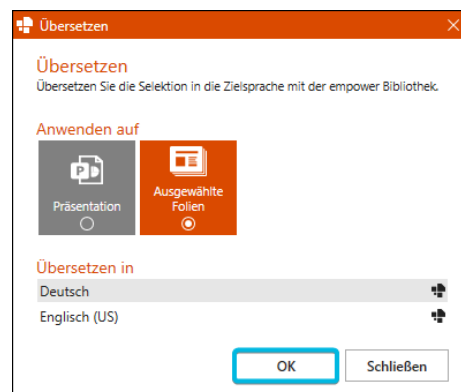 Übersetzen
Übersetzen
Übersetzen Sie die Selektion in die Zielsprache mit der empower Bibliothek.
Anwenden auf
Präsentation
Ausgewählte
Folien
Übersetzen in
Deutsch
Englisch (US)
OK Schließen